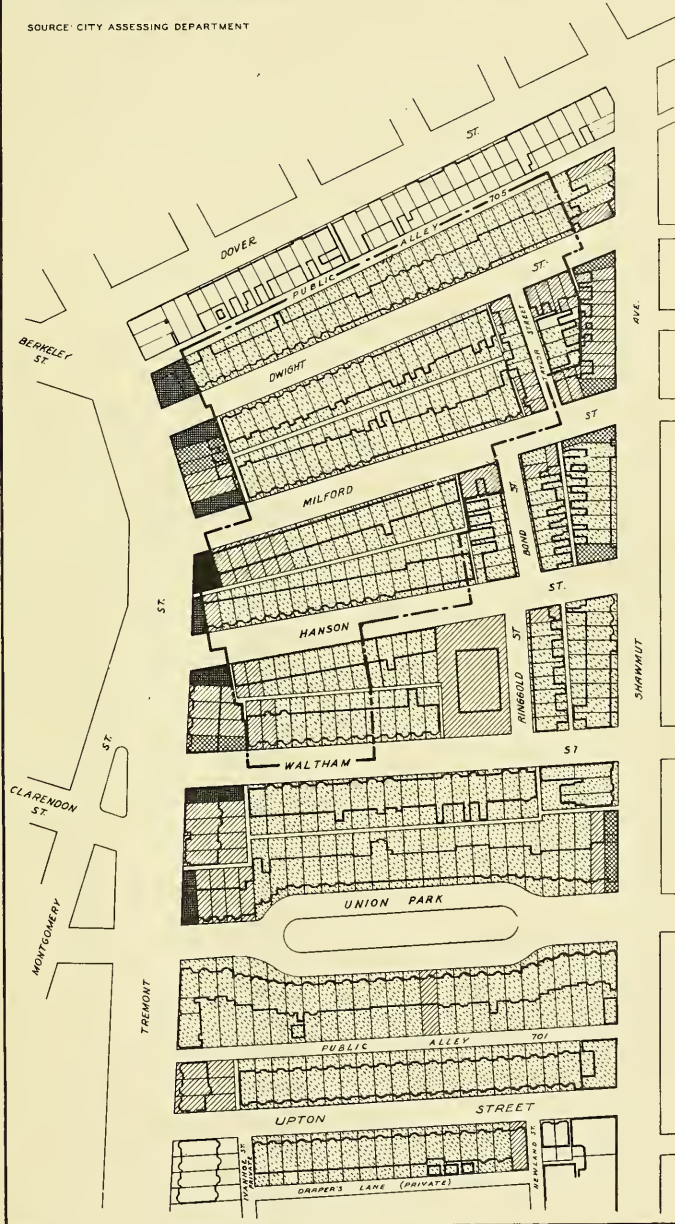 SOURCE: CITY ASSESSING DEPARTMENT
ST.
DOVER
PUBLIC ALLEY 705
ST.
BERKELEY
ST.
DWIGHT
STREET
AVE.
ST
MILFORD
ST
BOND
ST.
ST.
HANSON
ST
RINGGOLD
SHAWMUT
WALTHAM
ST
ST.
CLARENDON
ST.
UNION PARK
MONTGOMERY
TREMONT
PUBLIC ALLEY 701
UPTON STREET
IVANHOE ST.
PRIVATE
NEWLAND ST.
DRAPER'S LANE (PRIVATE)